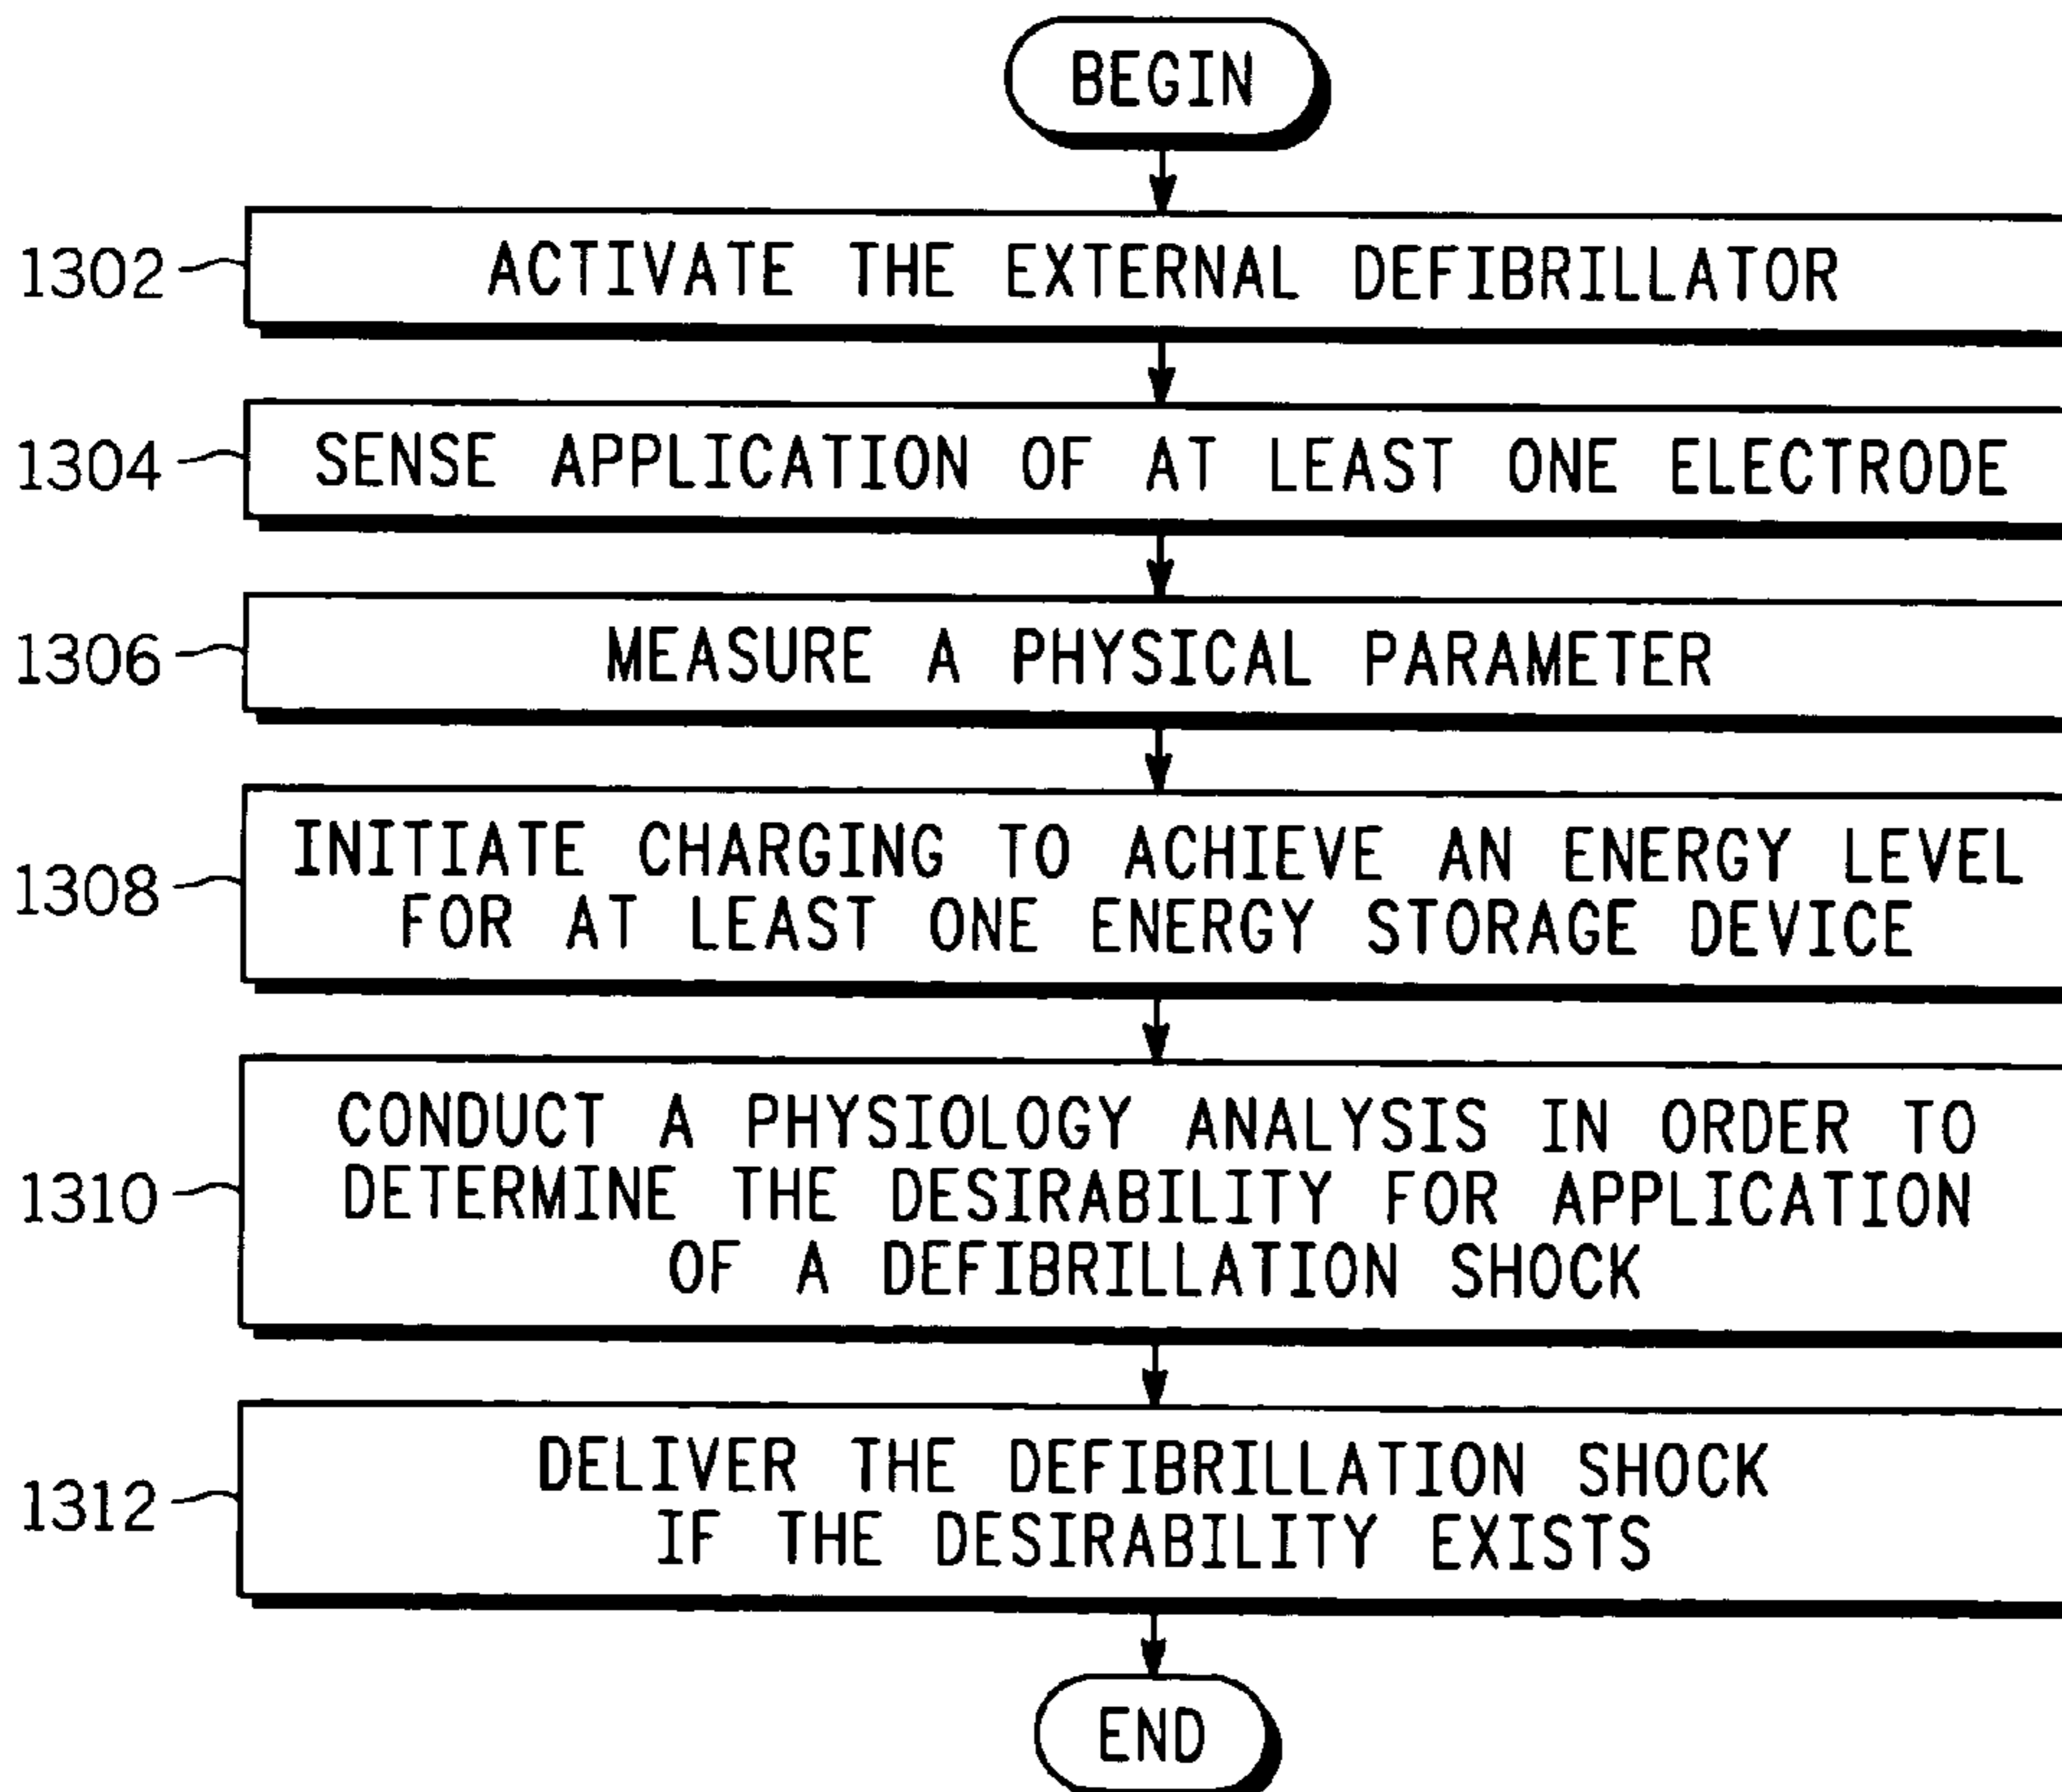 BEGIN
1302
ACTIVATE THE EXTERNAL DEFIBRILLATOR
1304
SENSE APPLICATION OF AT LEAST ONE ELECTRODE
1306
MEASURE A PHYSICAL PARAMETER
1308
INITIATE CHARGING TO ACHIEVE AN ENERGY LEVEL
FOR AT LEAST ONE ENERGY STORAGE DEVICE
1310
CONDUCT A PHYSIOLOGY ANALYSIS IN ORDER TO
DETERMINE THE DESIRABILITY FOR APPLICATION
OF A DEFIBRILLATION SHOCK
1312
DELIVER THE DEFIBRILLATION SHOCK
IF THE DESIRABILITY EXISTS
END